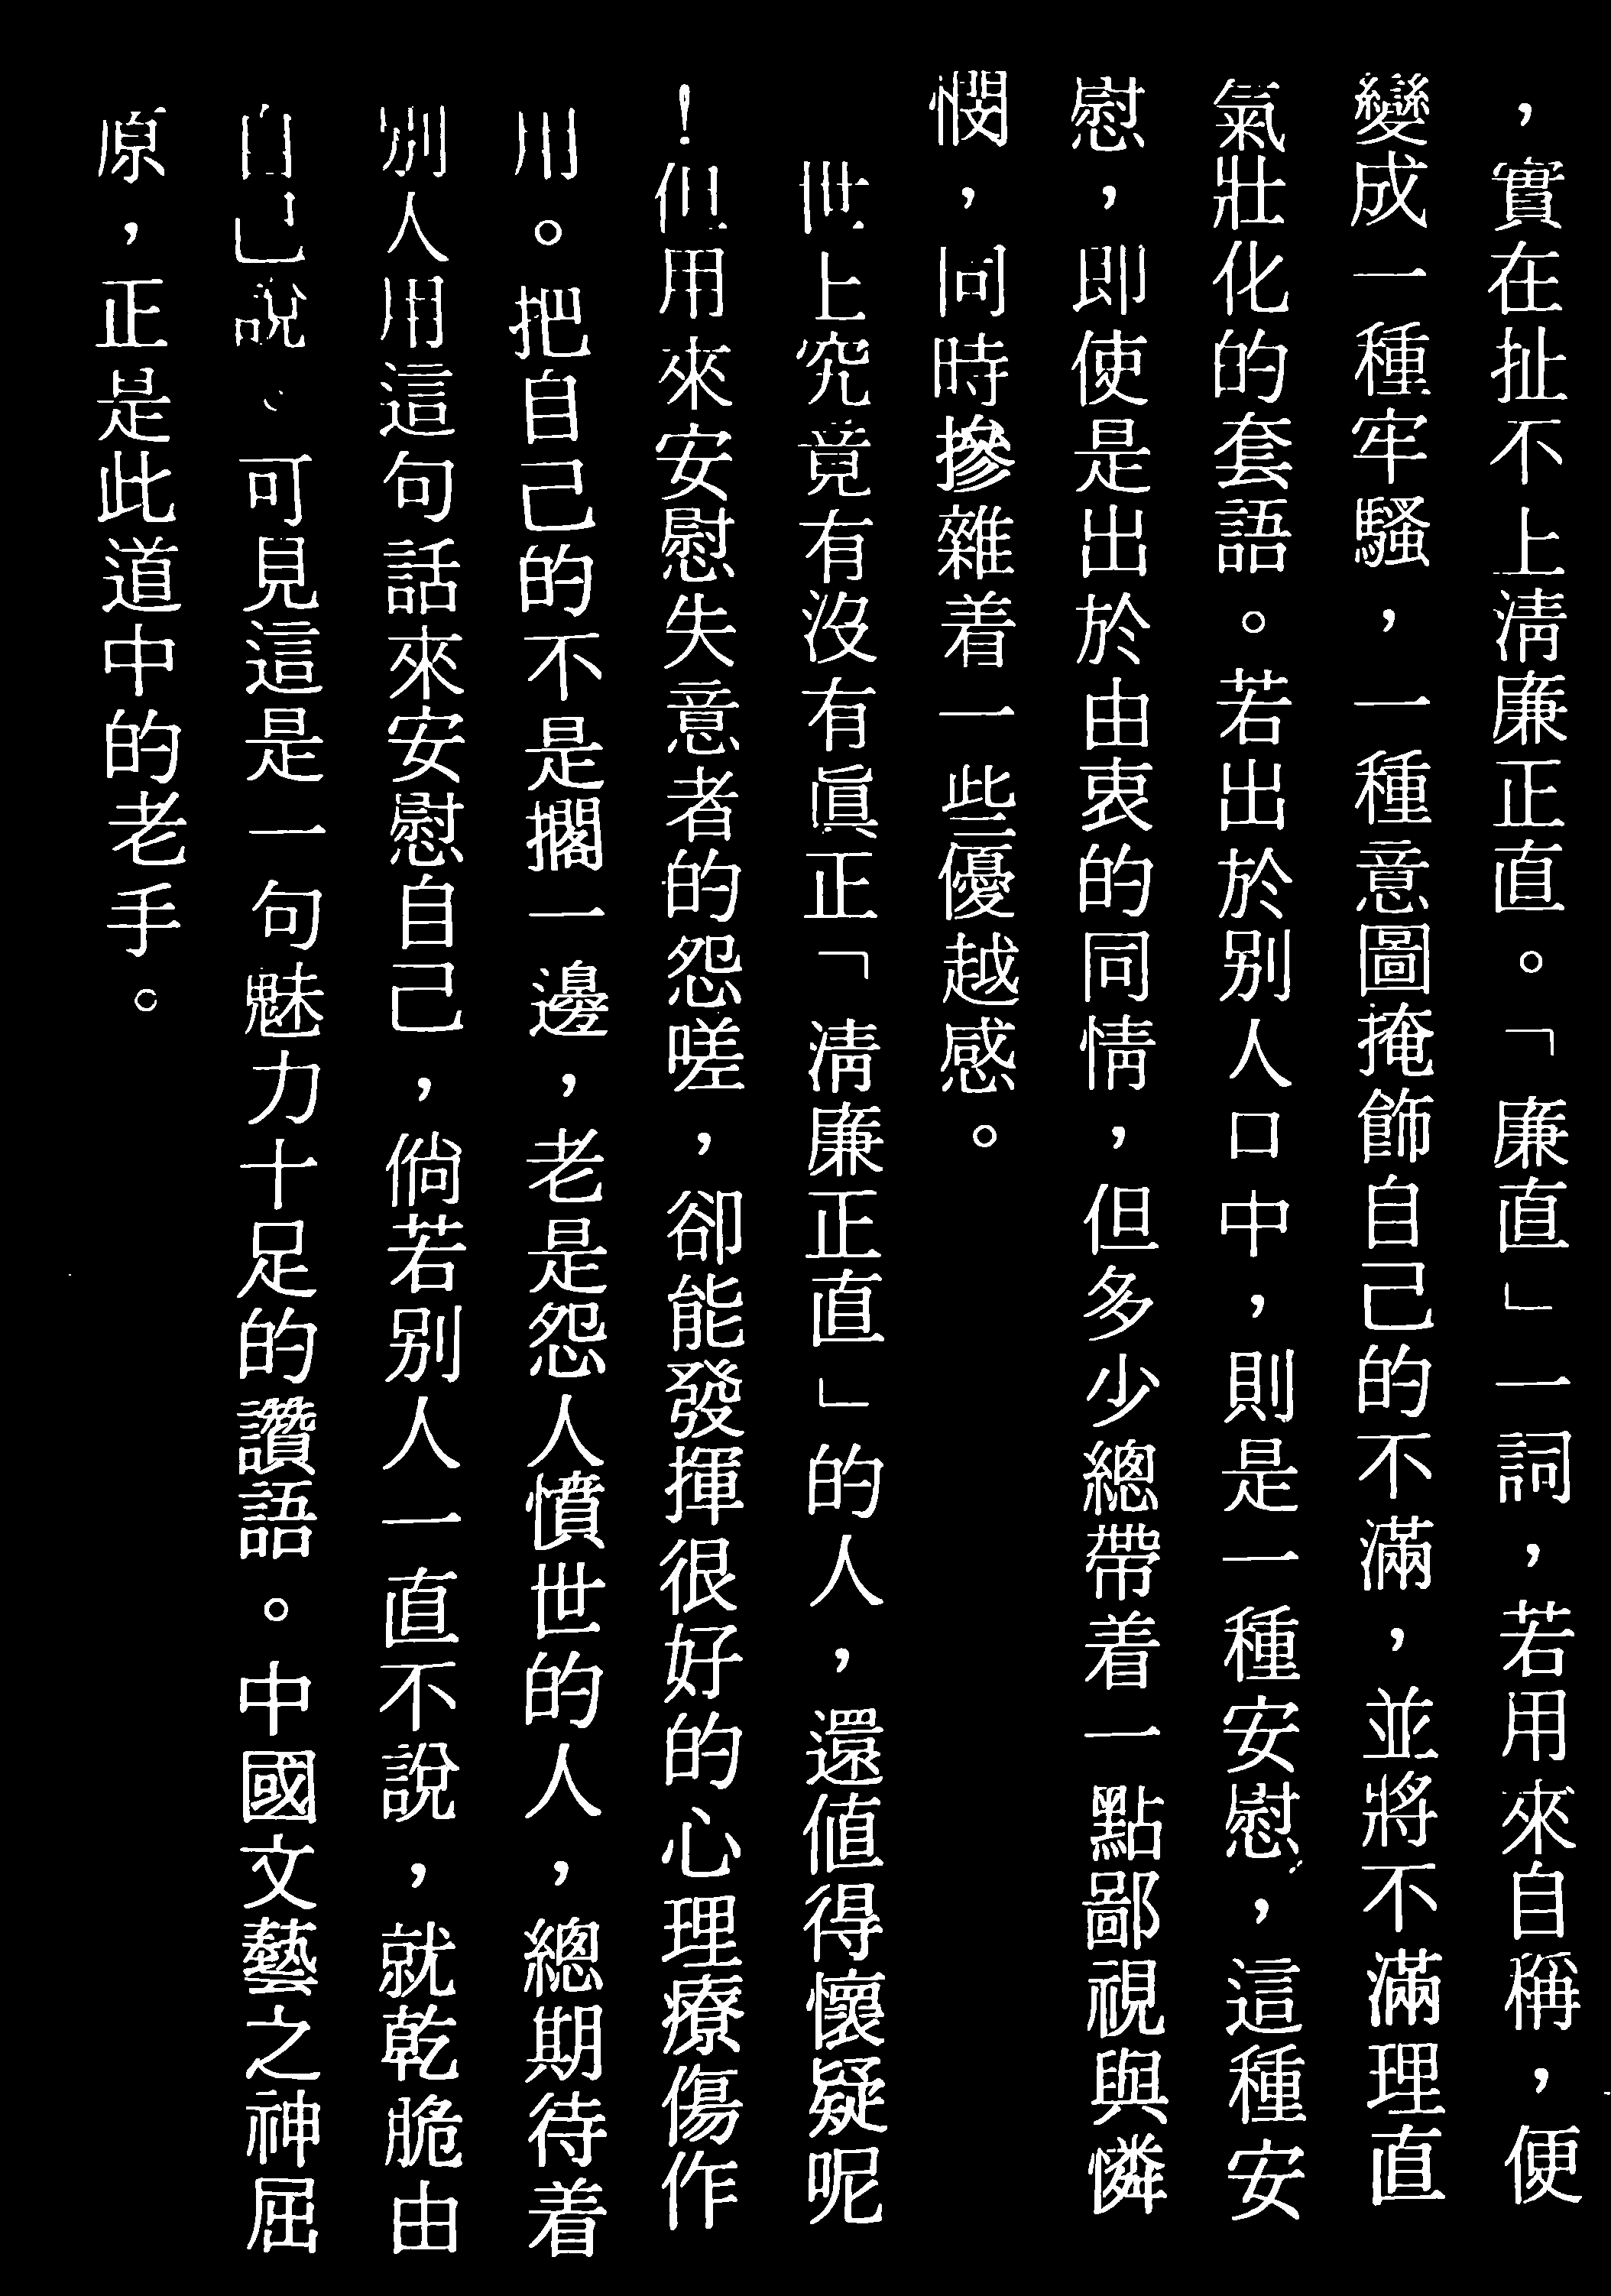 ，實在扯不上淸廉正直。「廉直」一詞，若用來自稱，便
變成一種牢騷，一種意圖掩飾自己的不滿，並將不滿理直
氣壯化的套語。若出於别人口中，則是一種安慰，這種安
慰，即使是出於由衷的同情，但多少總帶着一點鄙視與憐
憫，同時摻雜着一些優越感。
世上究竟有沒有眞正「淸廉正直」的人，還値得懷疑呢
！但用來安慰失意者的怨嗟，卻能發揮很好的心理療傷作
用。把自己的不是擱一邊，老是怨人憤世的人，總期待着
别人用這句話來安慰自己，倘若别人一直不說，就乾脆由
自己說、可見這是一句魅力十足的讚語。中國文藝之神屈
原，正是此道中的老手。